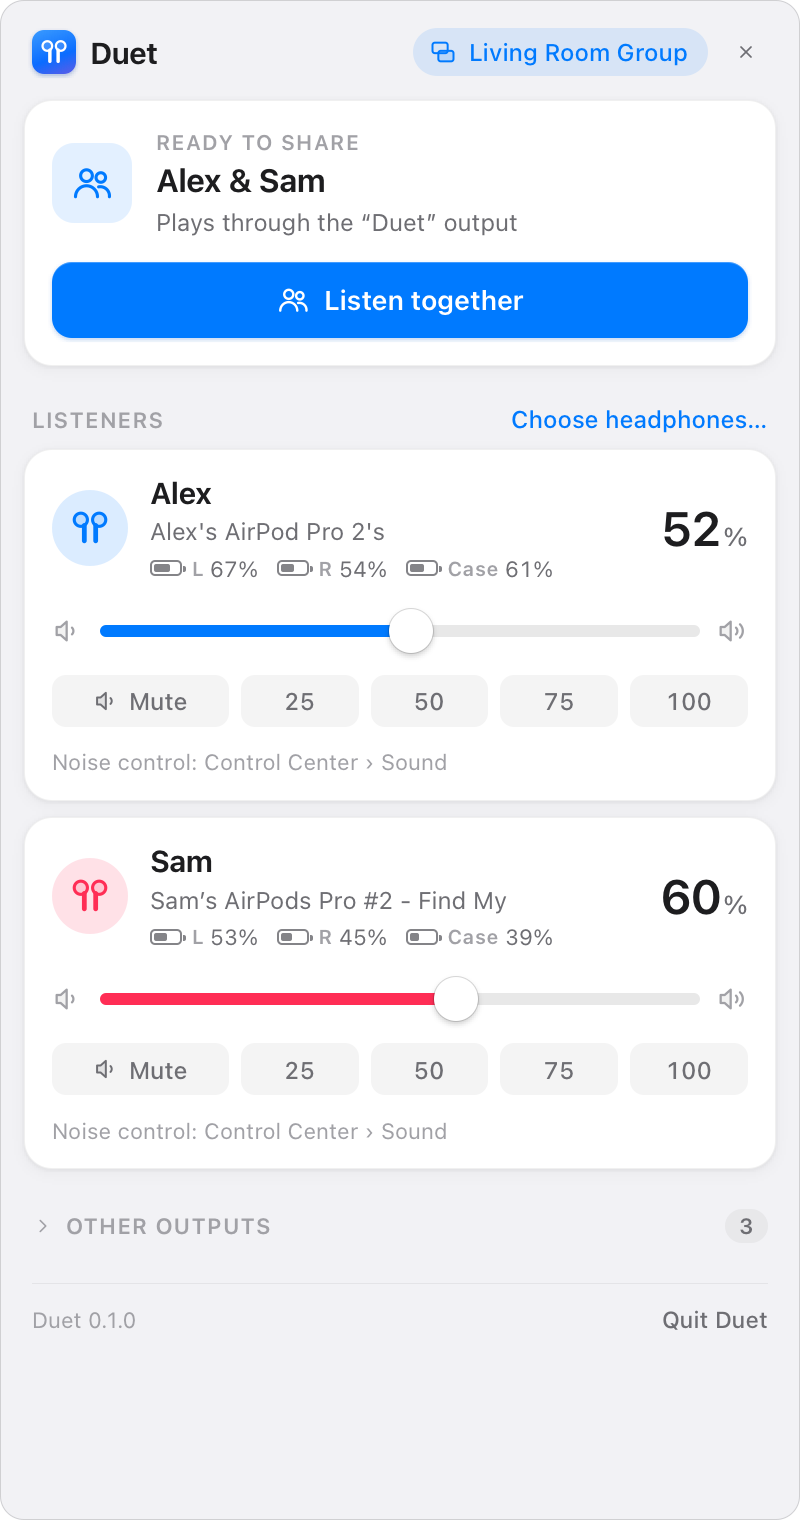 Duet
Living Room Group
×
READY TO SHARE
Alex & Sam
Plays through the “Duet” output
Listen together
LISTENERS
Choose headphones...
Alex
Alex's AirPod Pro 2's
L 67% R 54% Case 61%
52%
Mute 25 50 75 100
Noise control: Control Center › Sound
Sam
Sam’s AirPods Pro #2 - Find My
L 53% R 45% Case 39%
60%
Mute 25 50 75 100
Noise control: Control Center › Sound
OTHER OUTPUTS
3
Duet 0.1.0
Quit Duet